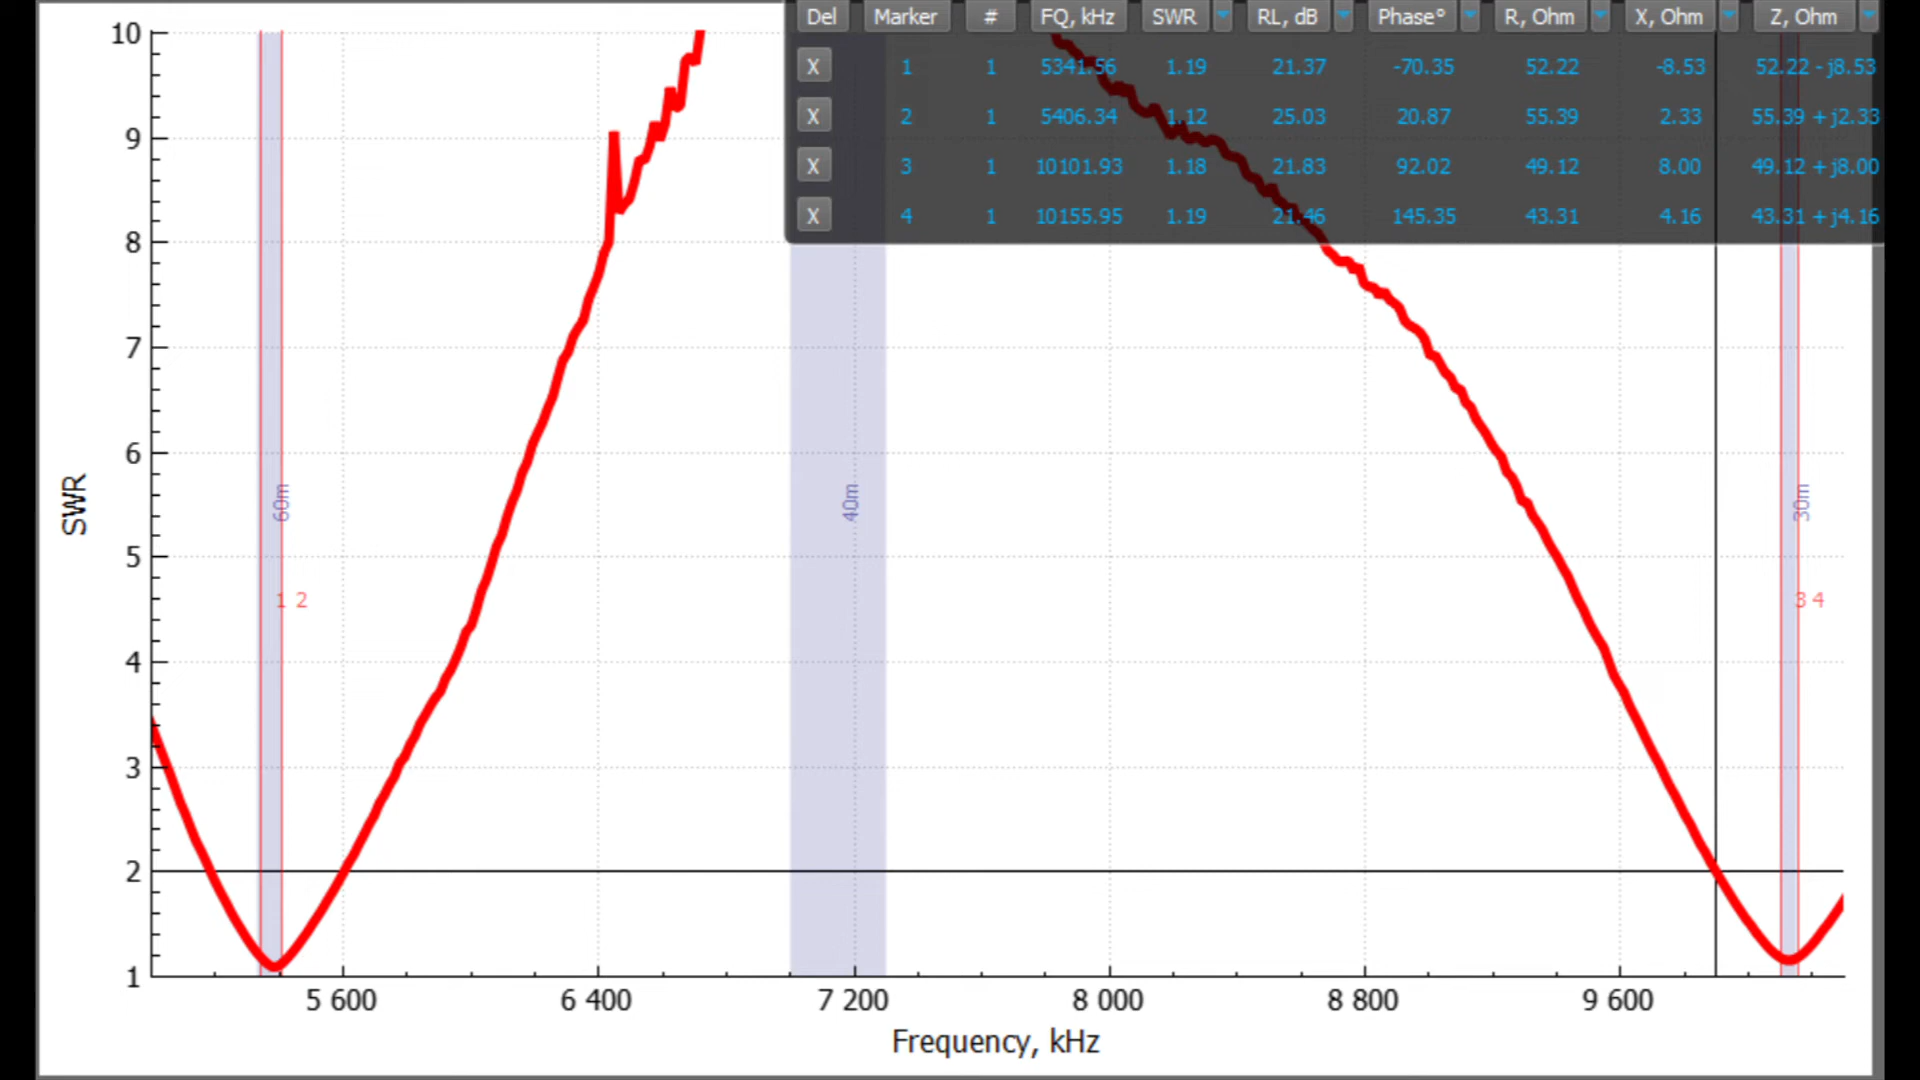 Del Marker # FQ, kHz SWR RL, dB Phase° R, Ohm X, Ohm Z, Ohm
X 1 1 5341.56 1.19 21.37 -70.35 52.22 -8.53 52.22 -j8.53
X 2 1 5406.34 1.12 25.03 20.87 55.39 2.33 55.39 +j2.33
X 3 1 10101.93 1.18 21.83 92.02 49.12 8.00 49.12 +j8.00
X 4 1 10155.95 1.19 21.46 145.35 43.31 4.16 43.31 +j4.16
10
9
8
7
6
5
4
3
2
1
SWR
60m
40m
30m
1 2
3 4
5 600 6 400 7 200 8 000 8 800 9 600
Frequency, kHz